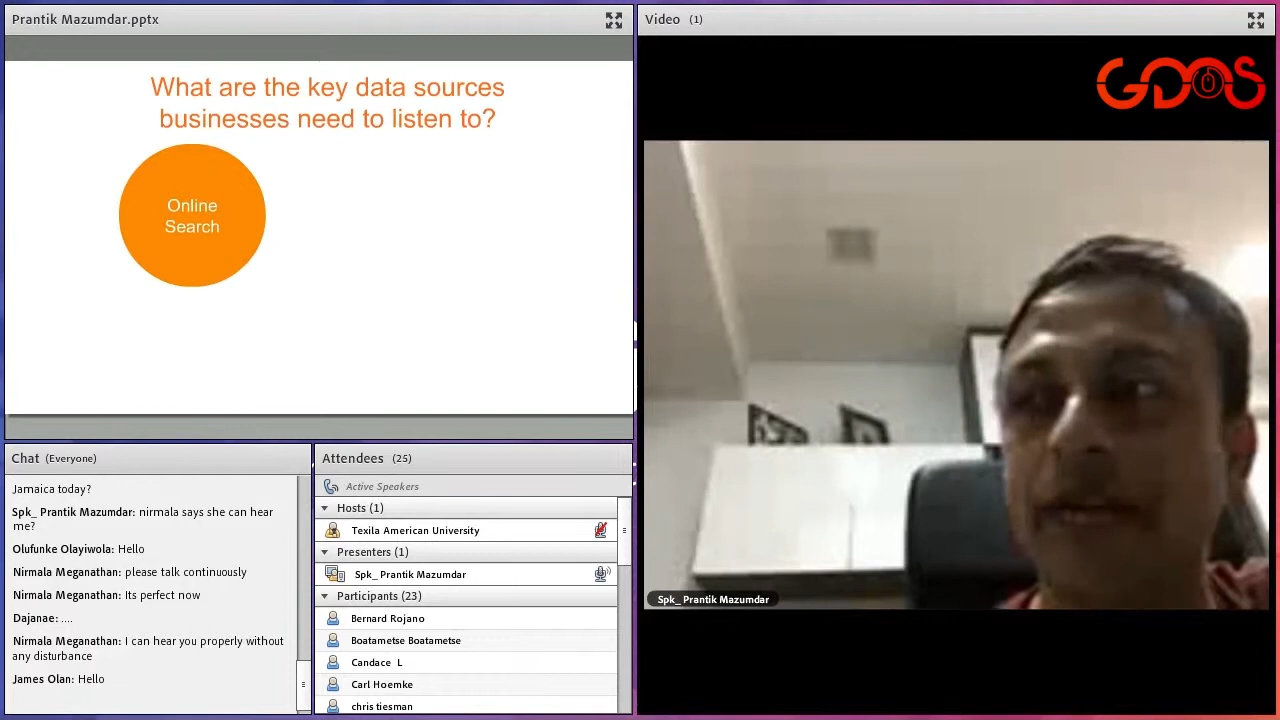 Prantik Mazumdar.pptx
What are the key data sources
businesses need to listen to?
Online
Search
Chat (Everyone)
Jamaica today?
Spk_ Prantik Mazumdar: nirmala says she can hear
me?
Olufunke Olayiwola: Hello
Nirmala Meganathan: please talk continuously
Nirmala Meganathan: Its perfect now
Dajanae: ....
Nirmala Meganathan: I can hear you properly without
any disturbance
James Olan: Hello
Attendees (25)
Active Speakers
Hosts (1)
Texila American University
Presenters (1)
Spk_ Prantik Mazumdar
Participants (23)
Bernard Rojano
Boatametse Boatametse
Candace L
Carl Hoemke
chris tiesman
Video (1)
GDOS
Spk_ Prantik Mazumdar